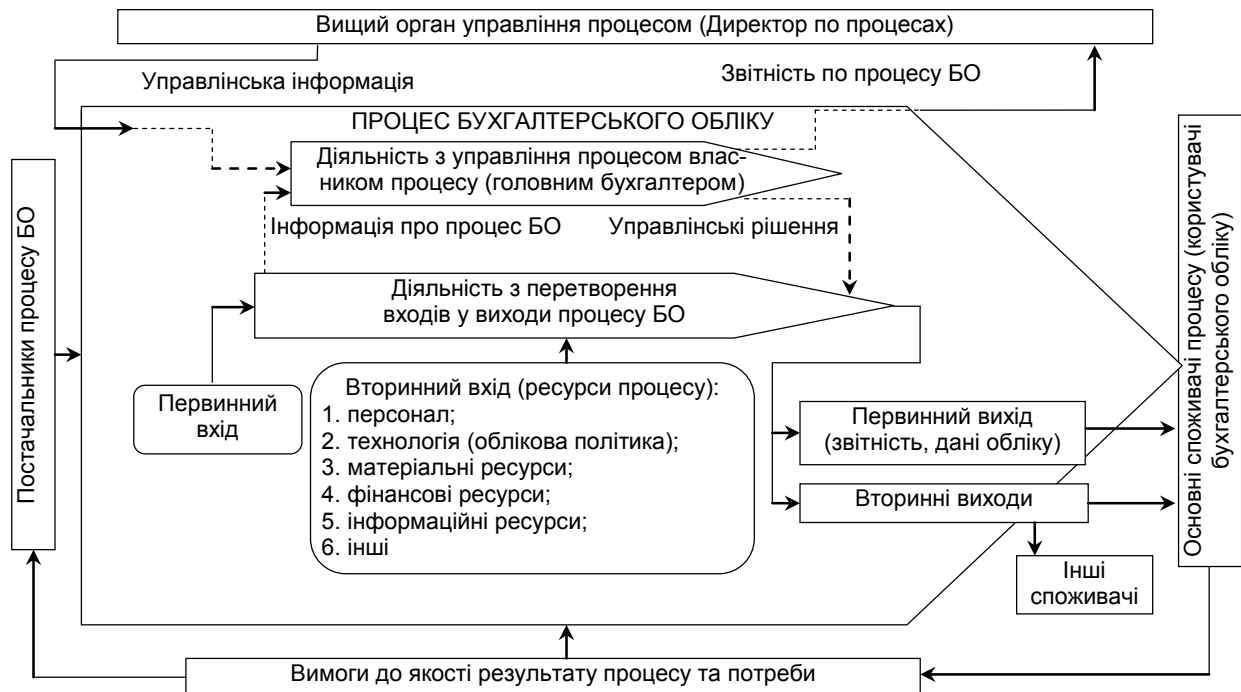 Вищий орган управління процесом (Директор по процесах)
Управлінська інформація
Звітність по процесу БО
ПРОЦЕС БУХГАЛТЕРСЬКОГО ОБЛІКУ
Діяльність з управління процесом влас-
ником процесу (головним бухгалтером)
Інформація про процес БО
Управлінські рішення
Постачальники процесу БО
Діяльність з перетворення
входів у виходи процесу БО
Первинний
вхід
Вторинний вхід (ресурси процесу):
1. персонал;
2. технологія (облікова політика);
3. матеріальні ресурси;
4. фінансові ресурси;
5. інформаційні ресурси;
6. інші
Первинний вихід
(звітність, дані обліку)
Вторинні виходи
Інші
споживачі
Основні споживачі процесу (користувачі
бухгалтерського обліку)
Вимоги до якості результату процесу та потреби